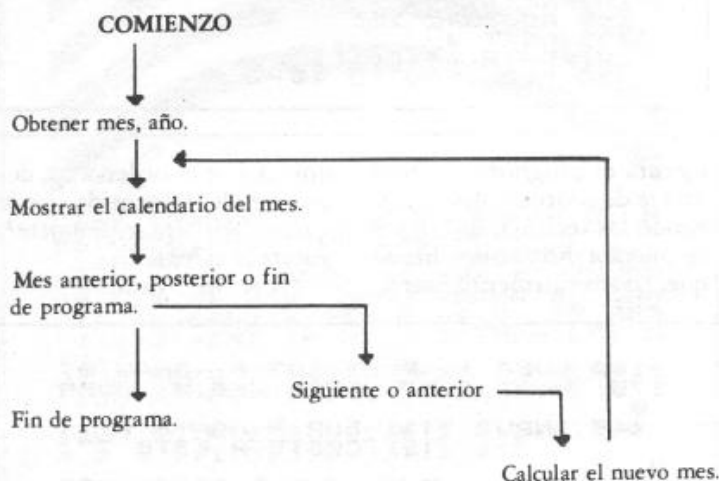 COMIENZO
Obtener mes, año.
Mostrar el calendario del mes.
Mes anterior, posterior o fin
de programa.
Siguiente o anterior
Fin de programa.
Calcular el nuevo mes.